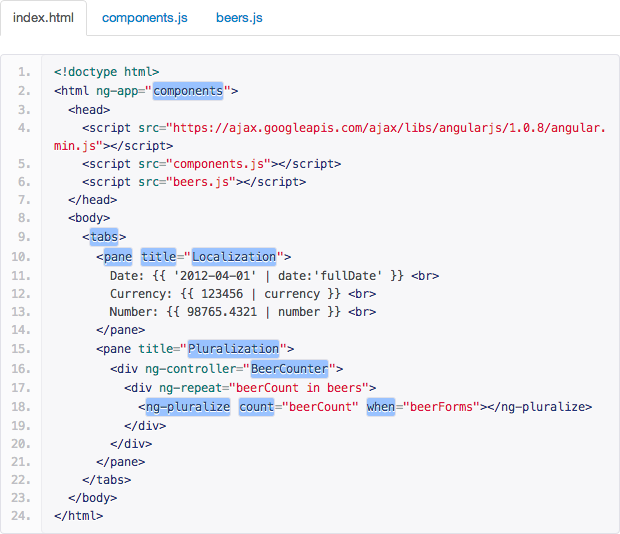 index.html components.js beers.js
1. <!doctype html>
2. <html ng-app="components">
3. <head>
4. <script src="https://ajax.googleapis.com/ajax/libs/angularjs/1.0.8/angular.
min.js"></script>
5. <script src="components.js"></script>
6. <script src="beers.js"></script>
7. </head>
8. <body>
9. <tabs>
10. <pane title="Localization">
11. Date: {{ '2012-04-01' | date:'fullDate' }} <br>
12. Currency: {{ 123456 | currency }} <br>
13. Number: {{ 98765.4321 | number }} <br>
14. </pane>
15. <pane title="Pluralization">
16. <div ng-controller="BeerCounter">
17. <div ng-repeat="beerCount in beers">
18. <ng-pluralize count="beerCount" when="beerForms"></ng-pluralize>
19. </div>
20. </div>
21. </pane>
22. </tabs>
23. </body>
24. </html>